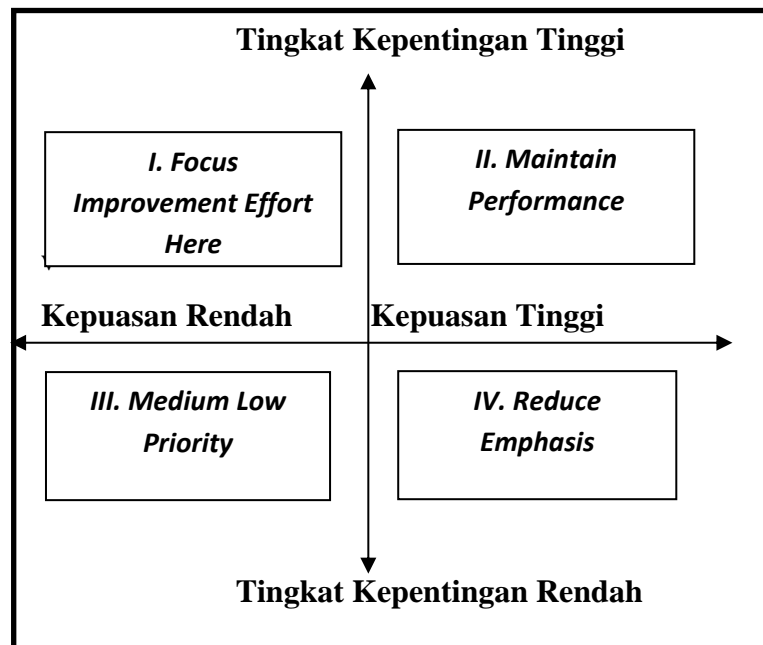 Tingkat Kepentingan Tinggi
I. Focus
Improvement Effort
Here
II. Maintain
Performance
Kepuasan Rendah
Kepuasan Tinggi
III. Medium Low
Priority
IV. Reduce
Emphasis
Tingkat Kepentingan Rendah